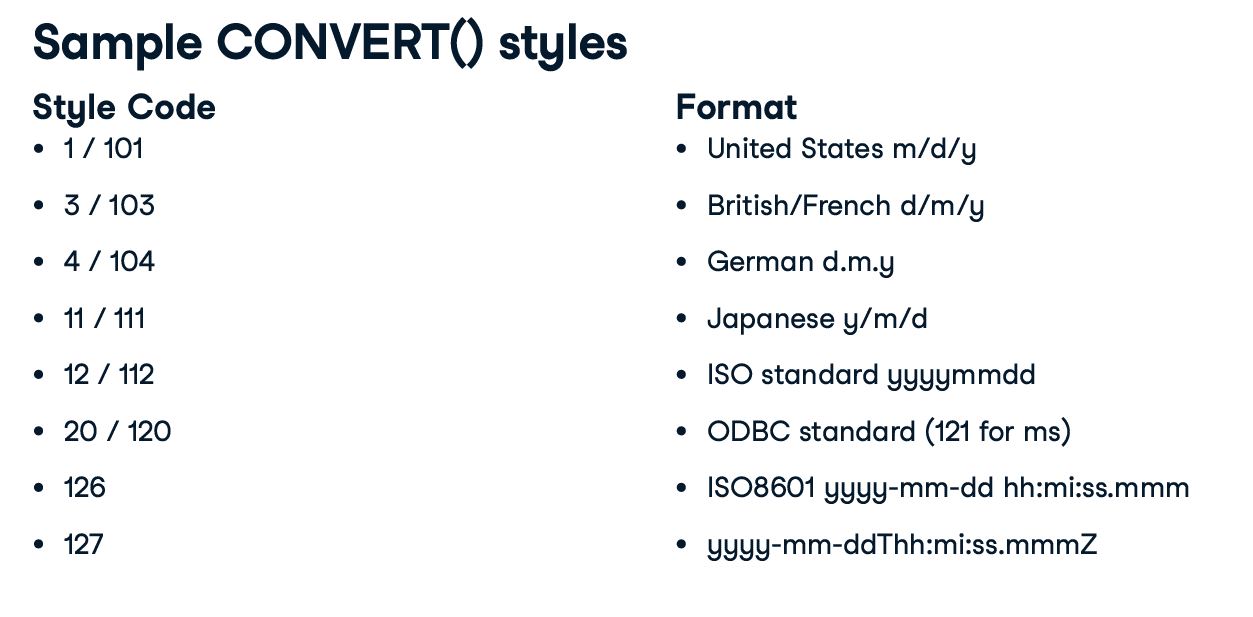 Sample CONVERT() styles
Style Code
• 1 / 101
• 3 / 103
• 4 / 104
• 11 / 111
• 12 / 112
• 20 / 120
• 126
• 127
Format
• United States m/d/y
• British/French d/m/y
• German d.m.y
• Japanese y/m/d
• ISO standard yyyymmdd
• ODBC standard (121 for ms)
• ISO8601 yyyy-mm-dd hh:mi:ss.mmm
• yyyy-mm-ddThh:mi:ss.mmmZ